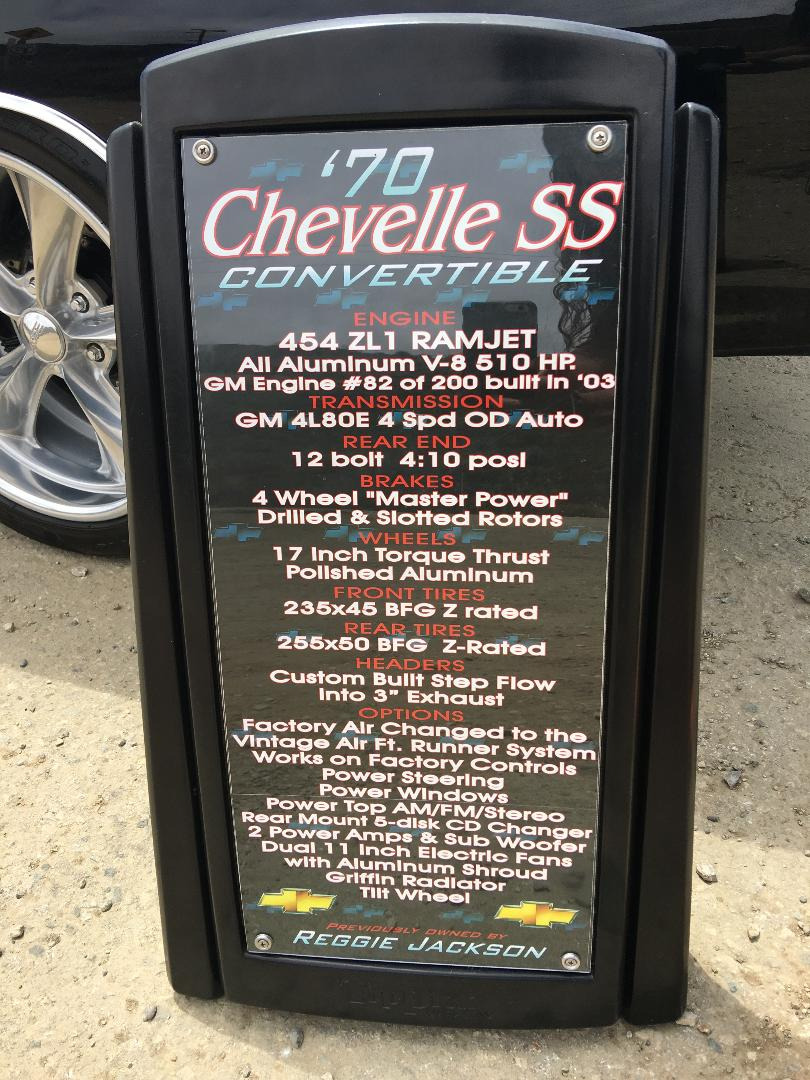 '70
Chevelle SS
CONVERTIBLE
ENGINE
454 ZL1 RAMJET
All Aluminum V-8 510 HP.
GM Engine #82 of 200 built in '03
TRANSMISSION
GM 4L80E 4 Spd OD Auto
REAR END
12 bolt 4:10 posi
BRAKES
4 Wheel "Master Power"
Drilled & Slotted Rotors
WHEELS
17 Inch Torque Thrust
Polished Aluminum
FRONT TIRES
235x45 BFG Z rated
REAR TIRES
255x50 BFG Z-Rated
HEADERS
Custom Built Step Flow
Into 3" Exhaust
OPTIONS
Factory Air Changed to the
Vintage Air Ft. Runner System
Works on Factory Controls
Power Steering
Power Windows
Power Top AM/FM/Stereo
Rear Mount 5-disk CD Changer
2 Power Amps & Sub Woofer
Dual 11 Inch Electric Fans
with Aluminum Shroud
Griffin Radiator
Tilt Wheel
PREVIOUSLY OWNED BY
REGGIE JACKSON